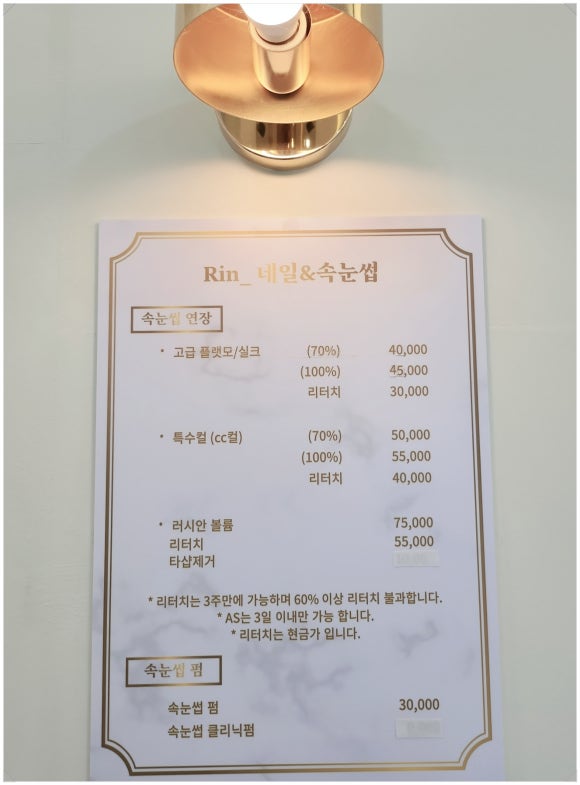 Rin_ 네일&속눈썹
속눈썹 연장
• 고급 플랫모/실크 (70%) 40,000
(100%) 45,000
리터치 30,000
• 특수컬 (cc컬) (70%) 50,000
(100%) 55,000
리터치 40,000
• 러시안 볼륨 75,000
리터치 55,000
타샵제거
* 리터치는 3주만에 가능하며 60% 이상 리터치 불과합니다.
* AS는 3일 이내만 가능 합니다.
* 리터치는 현금가 입니다.
속눈썹 펌
속눈썹 펌 30,000
속눈썹 클리닉펌